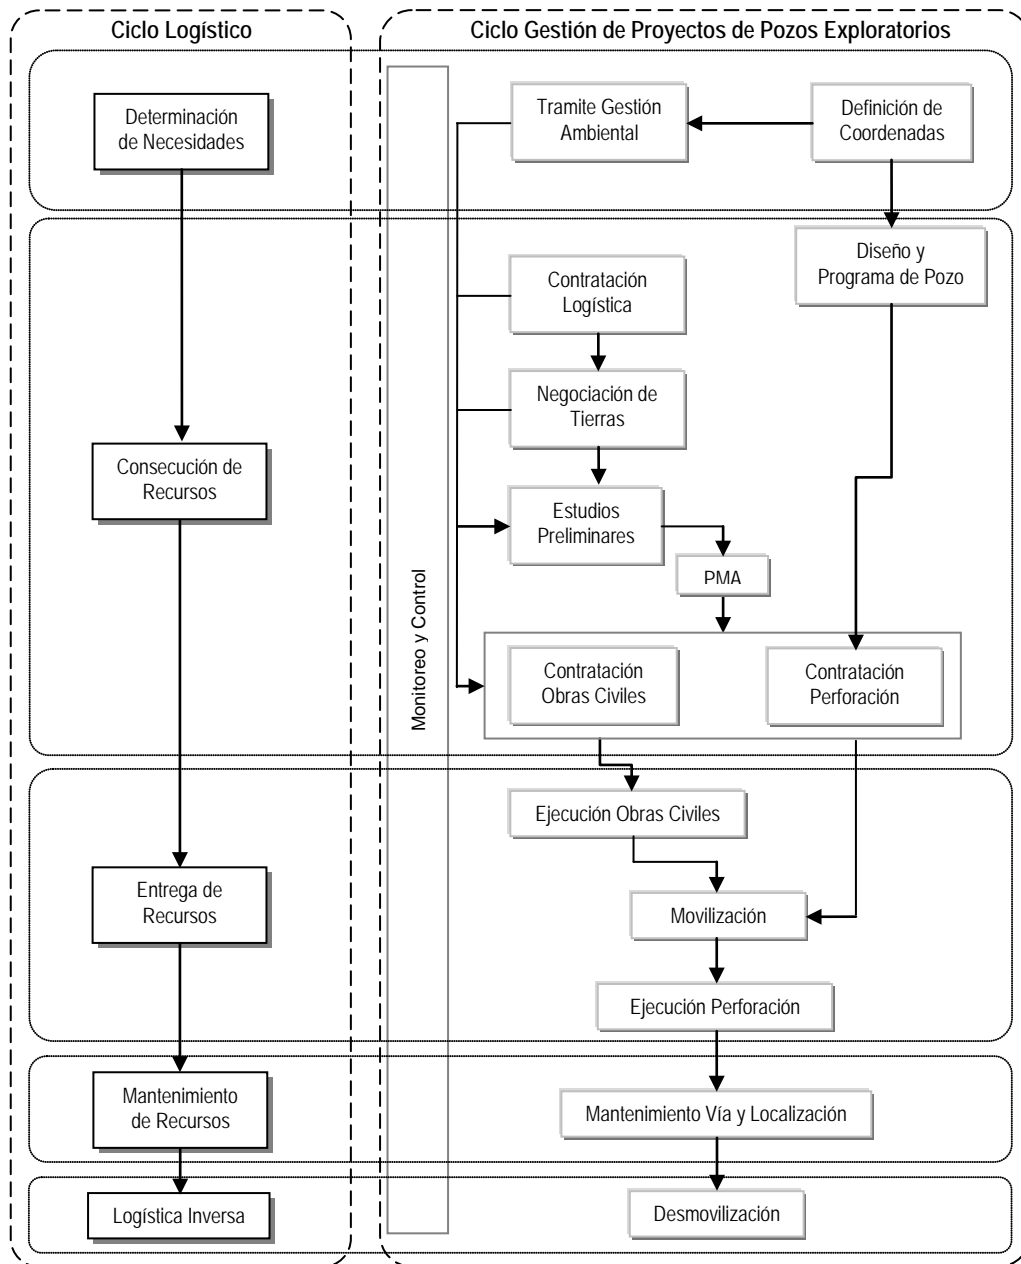 Ciclo Logístico
Ciclo Gestión de Proyectos de Pozos Exploratorios
Determinación
de Necesidades
Tramite Gestión
Ambiental
Definición de
Coordenadas
Diseño y
Programa de Pozo
Contratación
Logística
Negociación de
Tierras
Consecución de
Recursos
Estudios
Preliminares
PMA
Monitoreo y Control
Contratación
Obras Civiles
Contratación
Perforación
Ejecución Obras Civiles
Entrega de
Recursos
Movilización
Ejecución Perforación
Mantenimiento
de Recursos
Mantenimiento Vía y Localización
Logística Inversa
Desmovilización